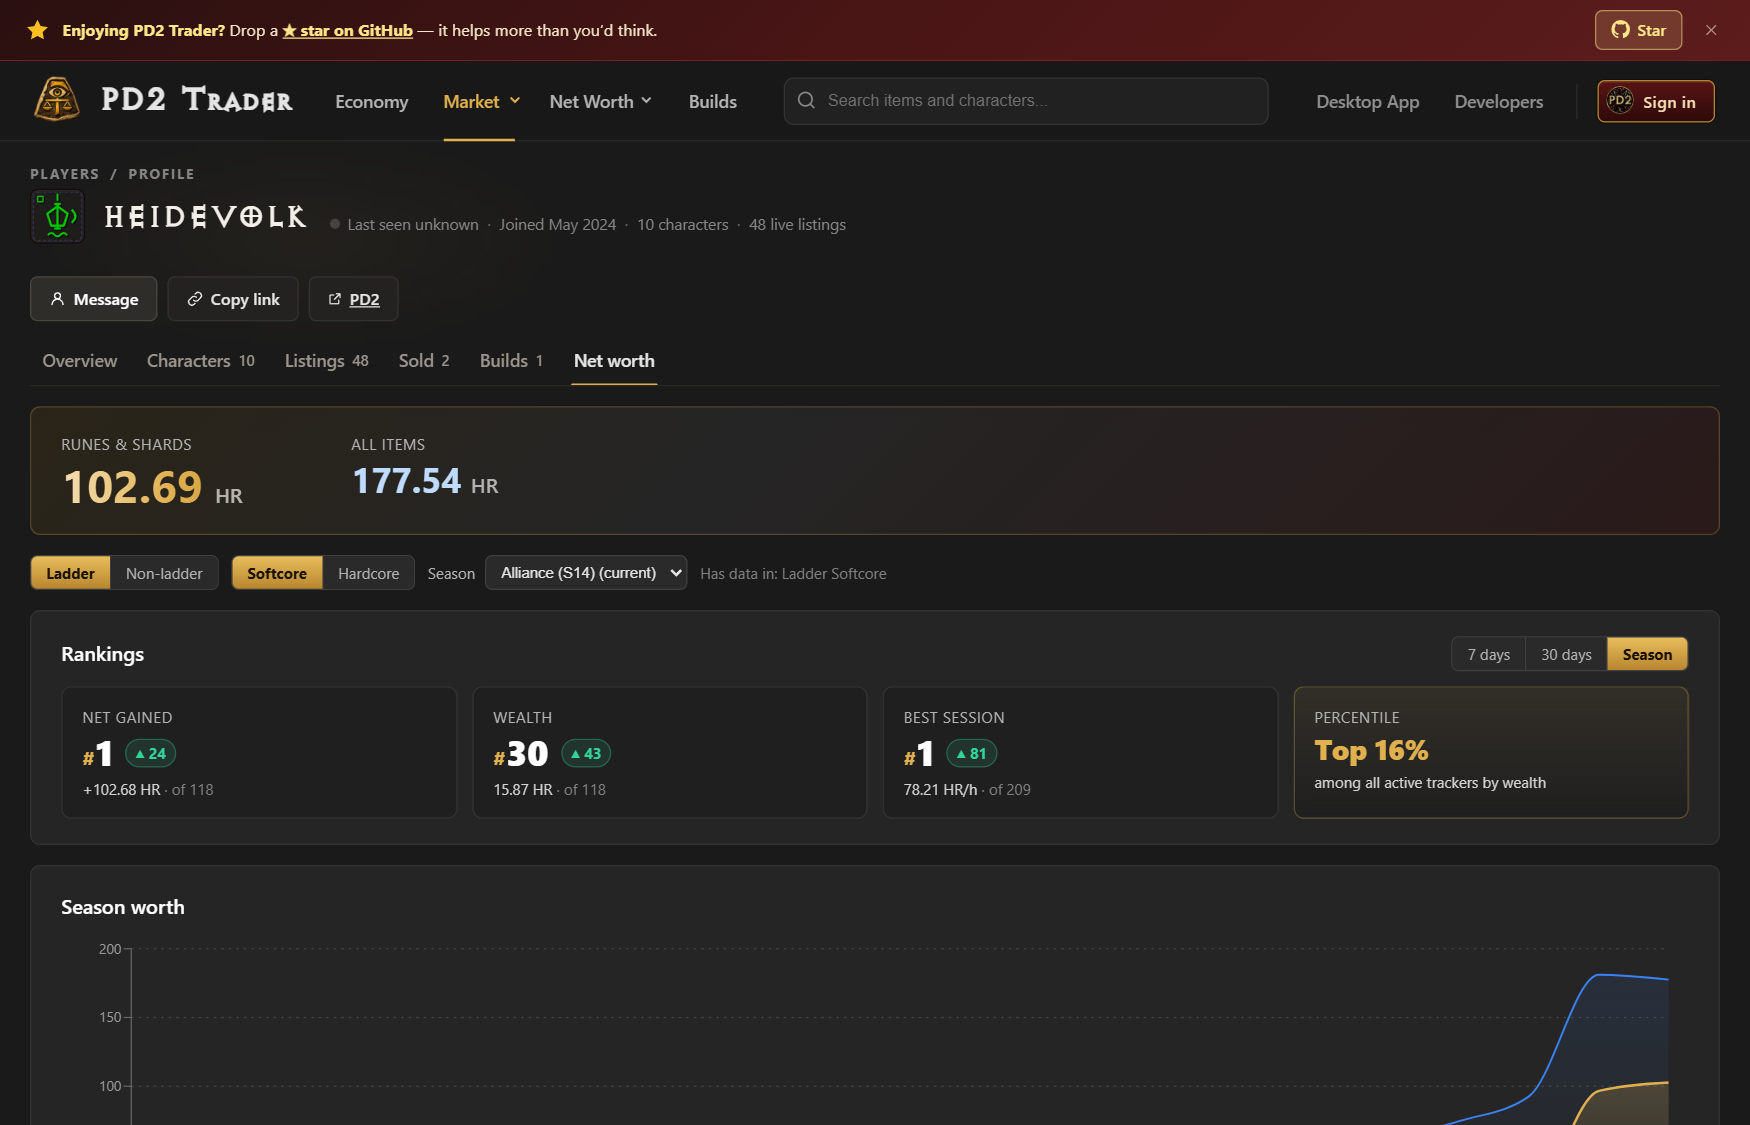 Enjoying PD2 Trader? Drop a ★ star on GitHub — it helps more than you'd think.
Star
PD2 Trader
Economy
Market
Net Worth
Builds
Search items and characters...
Desktop App
Developers
PD2
Sign in
PLAYERS / PROFILE
HEIDEVOLK
Last seen unknown · Joined May 2024 · 10 characters · 48 live listings
Message
Copy link
PD2
Overview
Characters 10
Listings 48
Sold 2
Builds 1
Net worth
RUNES & SHARDS
102.69 HR
ALL ITEMS
177.54 HR
Ladder
Non-ladder
Softcore
Hardcore
Season
Alliance (S14) (current)
Has data in: Ladder Softcore
Rankings
7 days
30 days
Season
NET GAINED
#1 ▲ 24
+102.68 HR · of 118
WEALTH
#30 ▲ 43
15.87 HR · of 118
BEST SESSION
#1 ▲ 81
78.21 HR/h · of 209
PERCENTILE
Top 16%
among all active trackers by wealth
Season worth
200
150
100